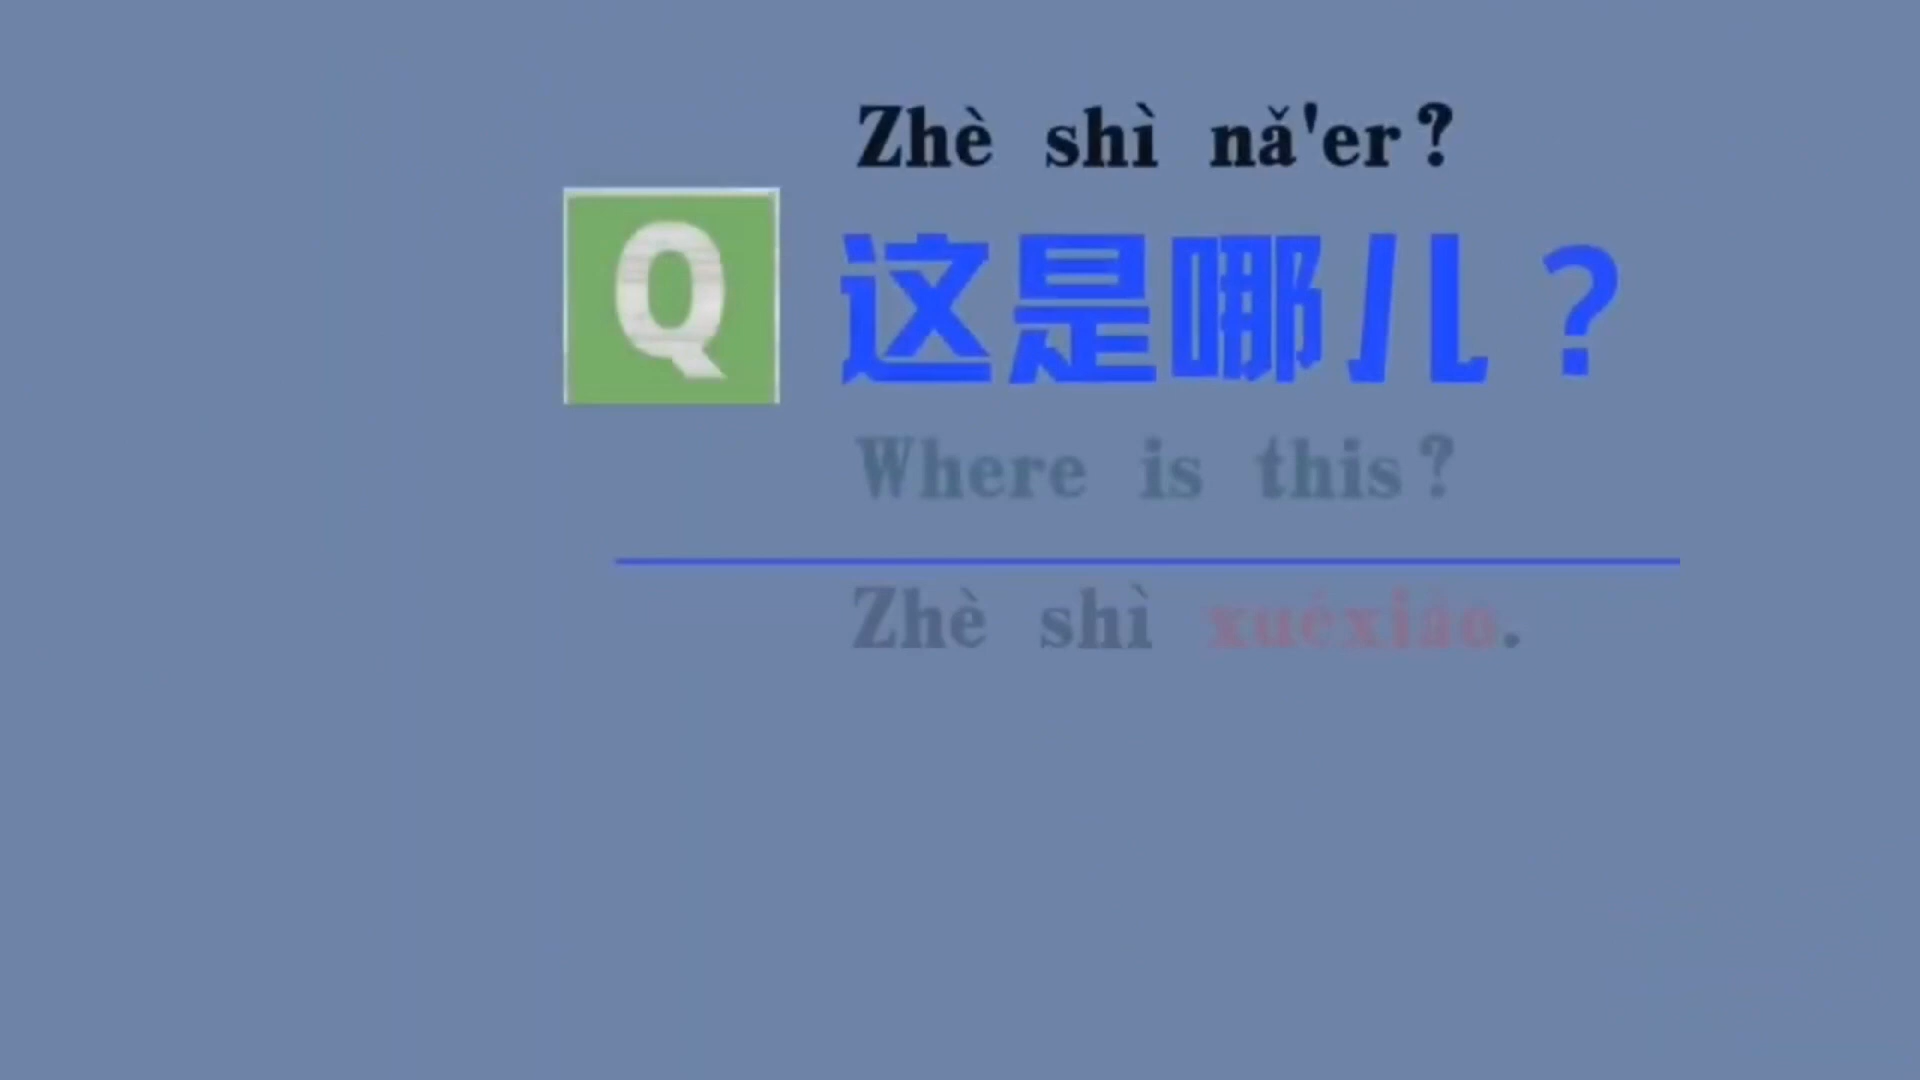 Zhè shì nǎ'er?
Q
这是哪儿？
Where is this?
Zhè shì xuéxiào.